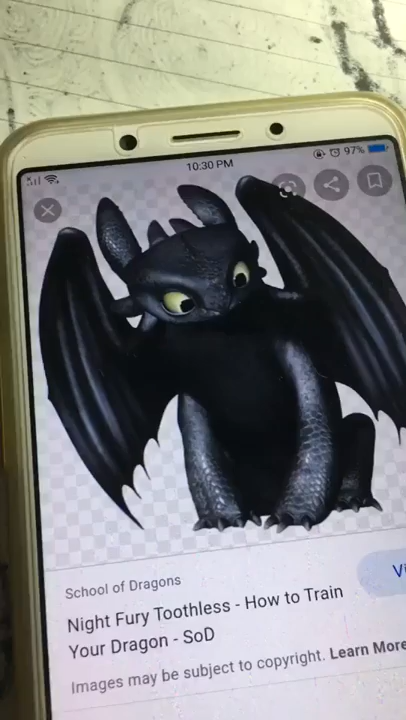 10:30 PM
97%
School of Dragons
Night Fury Toothless - How to Train
Your Dragon - SoD
Images may be subject to copyright. Learn More